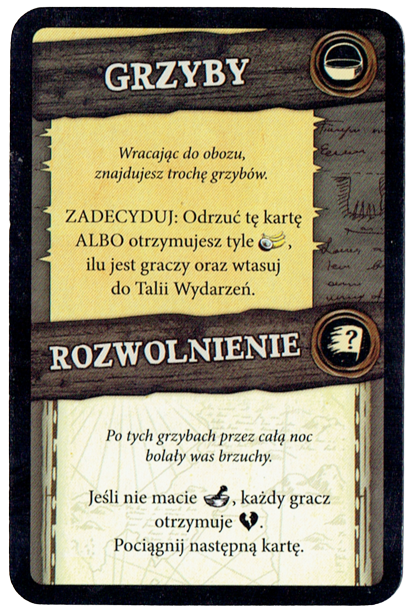 GRZYBY
Wracając do obozu,
znajdujesz trochę grzybów.
ZADECYDUJ: Odrzuć tę kartę
ALBO otrzymujesz tyle ,
ilu jest graczy oraz wtasuj
do Talii Wydarzeń.
?
ROZWOLNIENIE
Po tych grzybach przez całą noc
bolały was brzuchy.
Jeśli nie macie , każdy gracz
otrzymuje .
Pociągnij następną kartę.